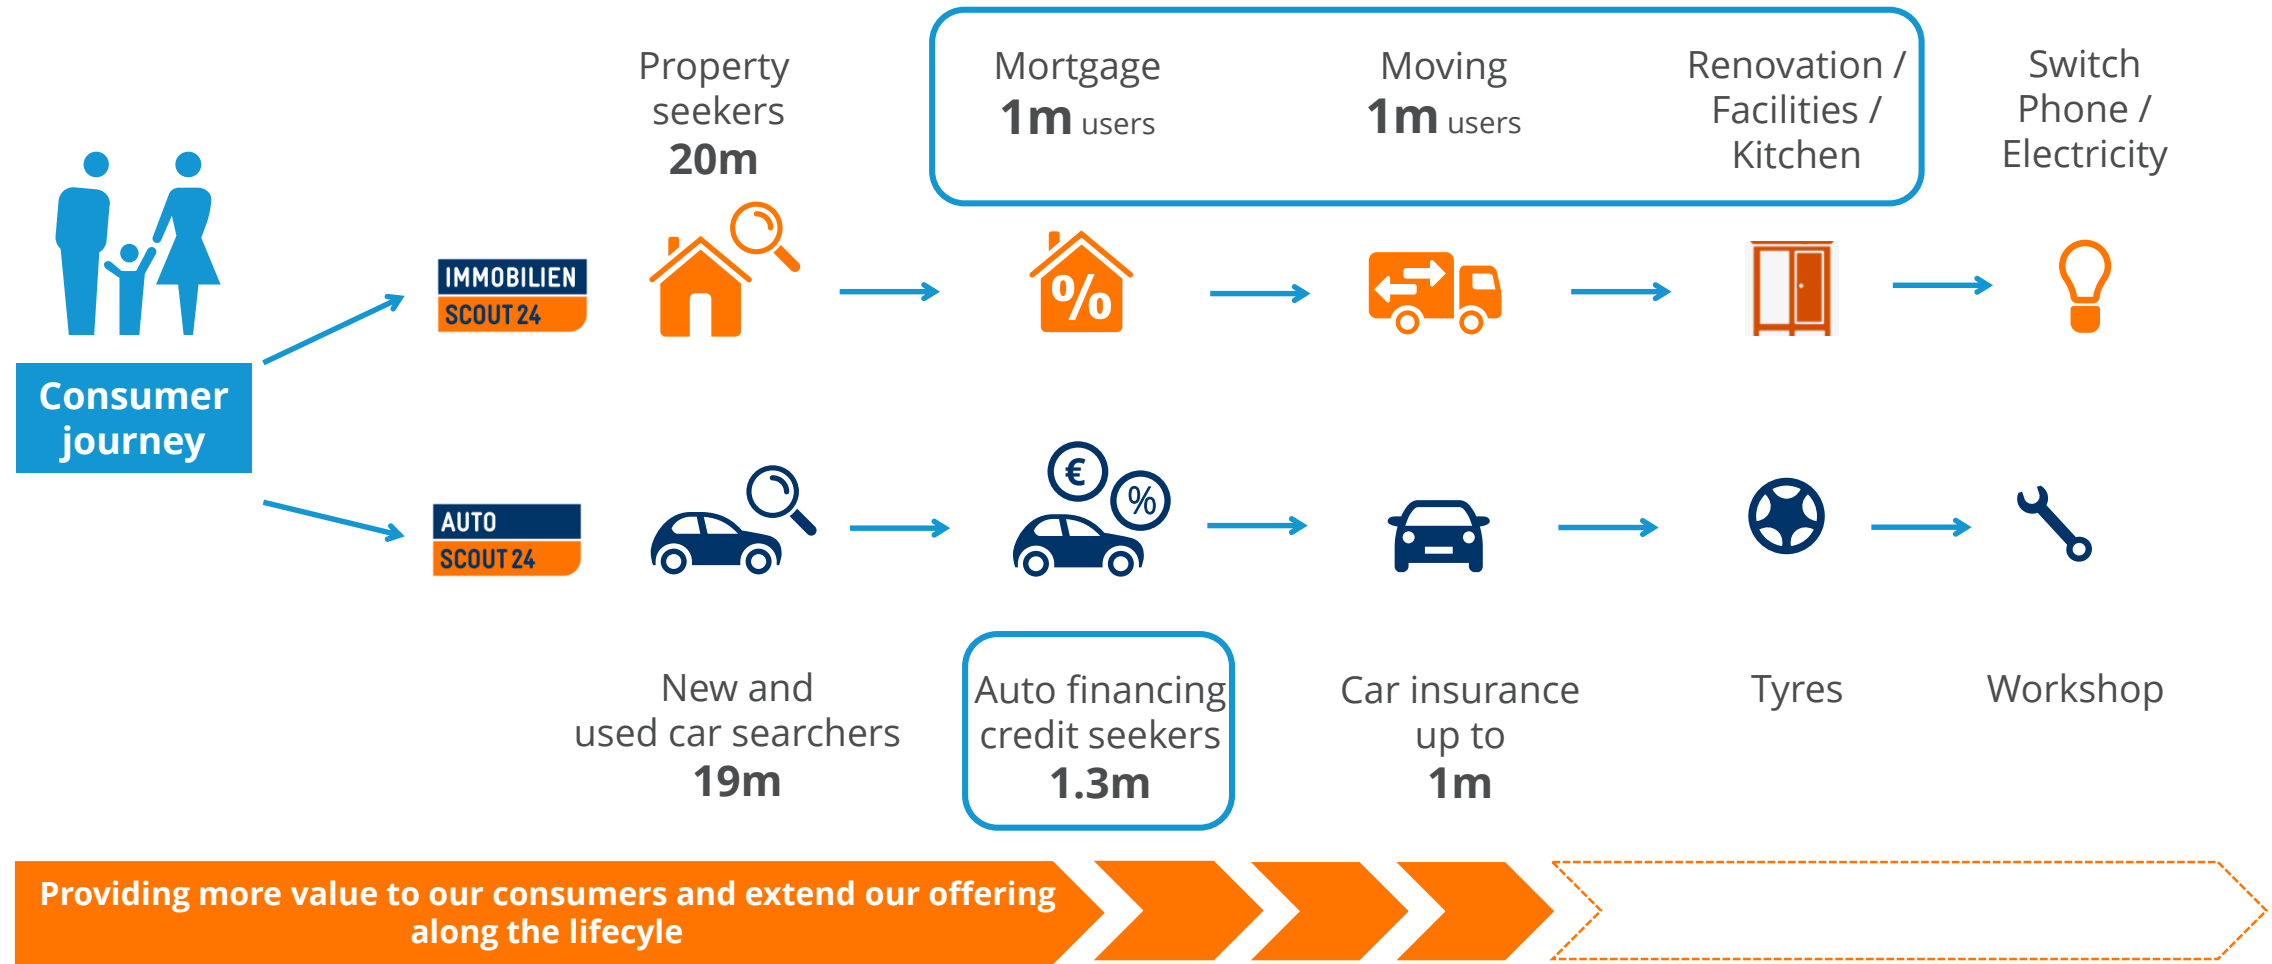 Property
seekers
20m
Mortgage
1m users
Moving
1m users
Renovation /
Facilities /
Kitchen
Switch
Phone /
Electricity
IMMOBILIEN
SCOUT24
%
Consumer
journey
AUTO
SCOUT24
€
%
New and
used car searchers
19m
Auto financing
credit seekers
1.3m
Car insurance
up to
1m
Tyres
Workshop
Providing more value to our consumers and extend our offering
along the lifecyle